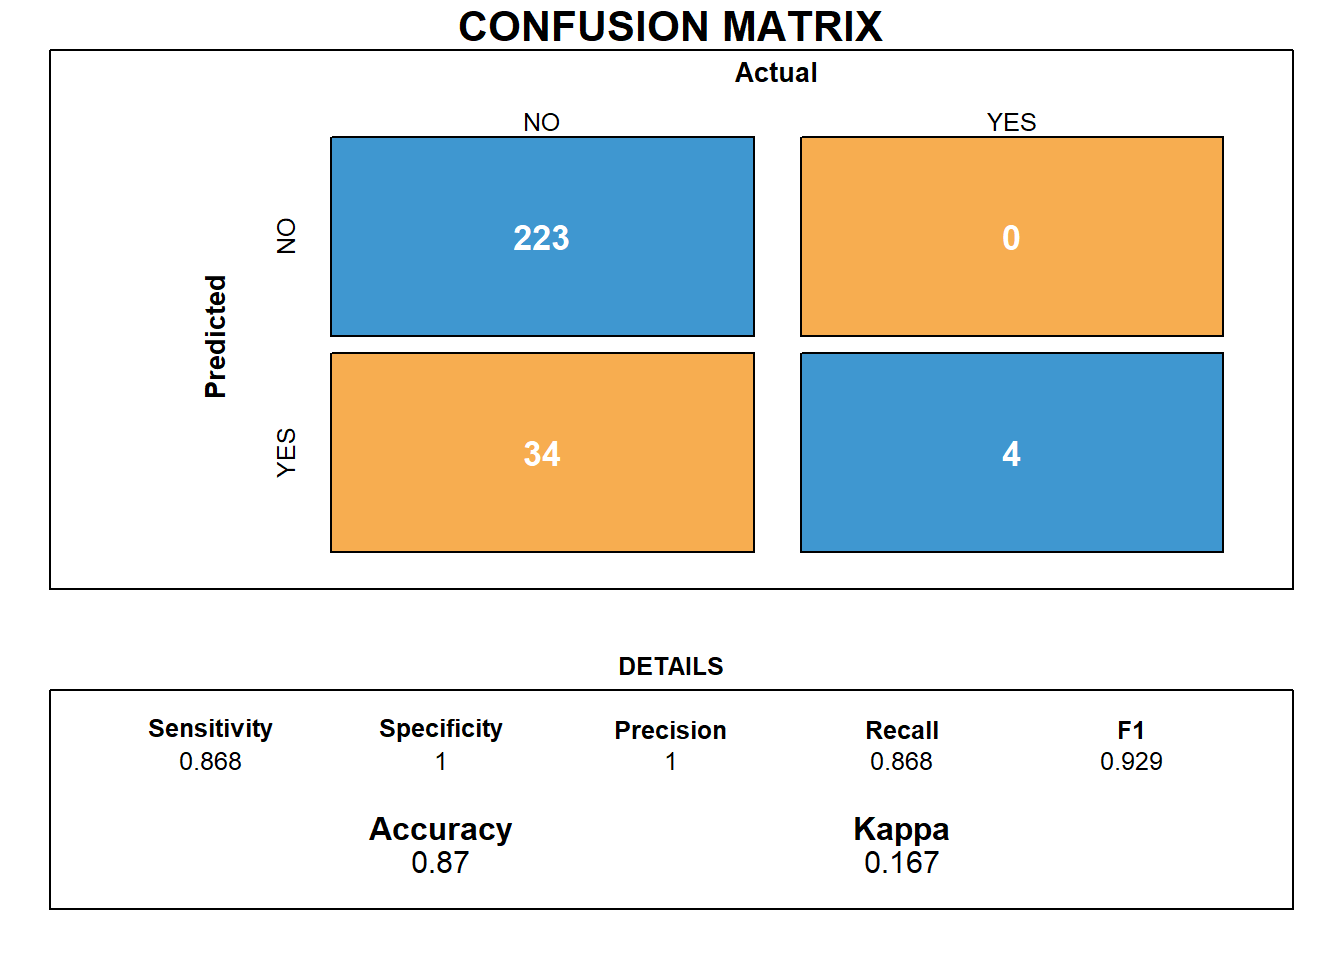 CONFUSION MATRIX
Actual
NO YES
Predicted
NO 223 0
YES 34 4
DETAILS
Sensitivity Specificity Precision Recall F1
0.868 1 1 0.868 0.929
Accuracy Kappa
0.87 0.167